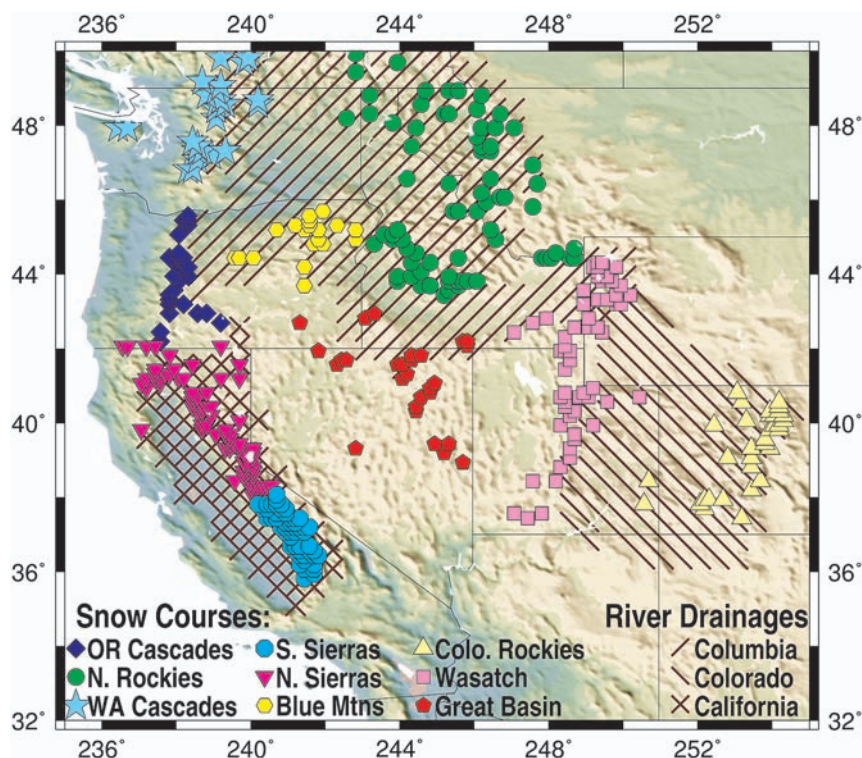 236˚ 240˚ 244˚ 248˚ 252˚
48˚ 48˚
44˚ 44˚
40˚ 40˚
36˚ 36˚
Snow Courses: River Drainages
OR Cascades S. Sierras Colo. Rockies Columbia
N. Rockies N. Sierras Wasatch Colorado
WA Cascades Blue Mtns Great Basin California
32˚ 32˚
236˚ 240˚ 244˚ 248˚ 252˚